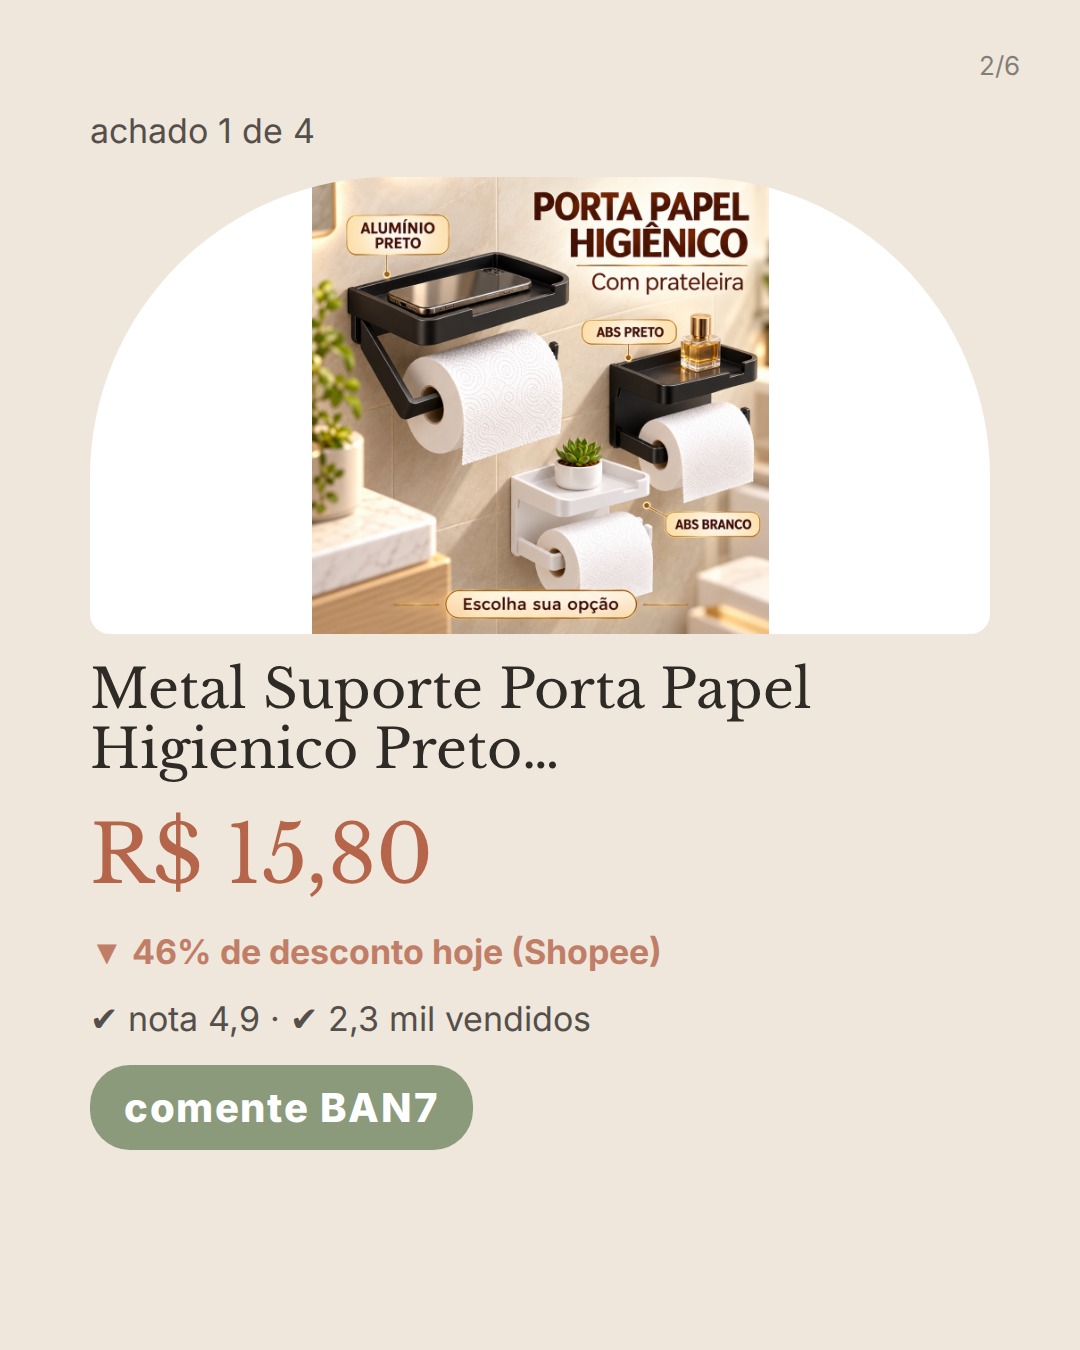 2/6
achado 1 de 4
PORTA PAPEL
HIGIÊNICO
Com prateleira
ALUMÍNIO
PRETO
ABS PRETO
ABS BRANCO
Escolha sua opção
Metal Suporte Porta Papel
Higienico Preto...
R$ 15,80
▼ 46% de desconto hoje (Shopee)
✔ nota 4,9 · ✔ 2,3 mil vendidos
comente BAN7